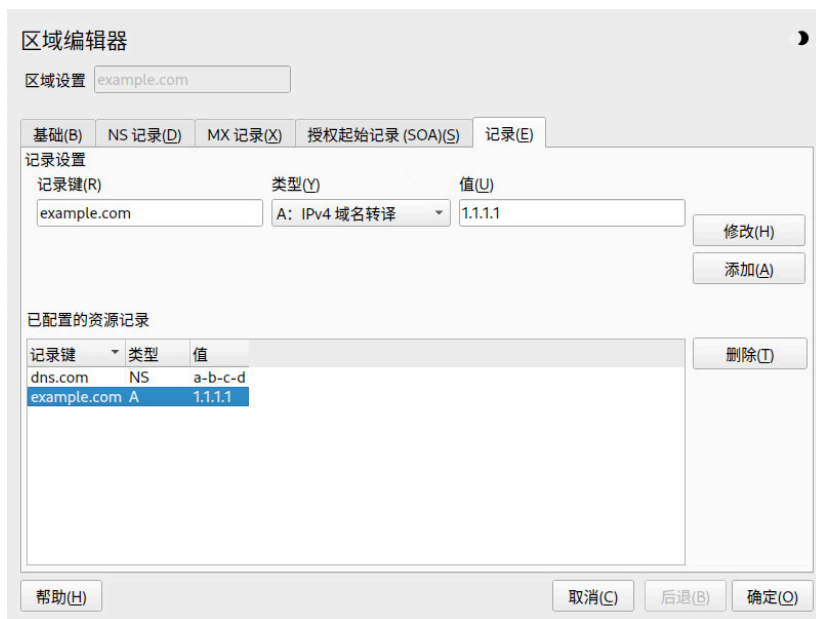 区域编辑器
区域设置 example.com
基础(B) NS 记录(D) MX 记录(X) 授权起始记录 (SOA)(S) 记录(E)
记录设置
记录键(R) 类型(Y) 值(U)
example.com A：IPv4 域名转译 1.1.1.1
修改(H)
添加(A)
已配置的资源记录
记录键 类型 值
删除(T)
dns.com NS a-b-c-d
example.com A 1.1.1.1
帮助(H) 取消(C) 后退(B) 确定(O)